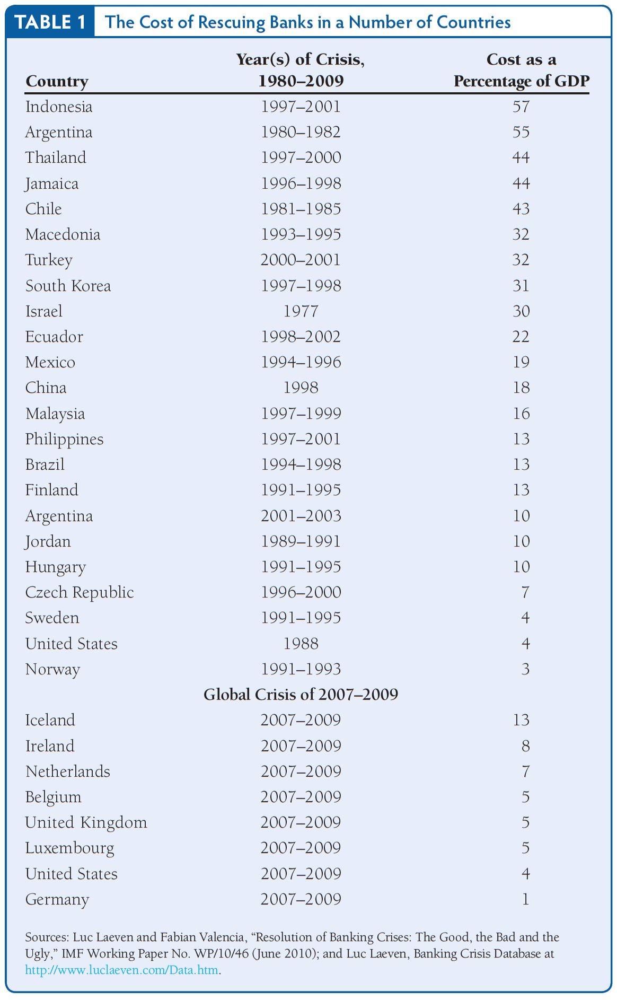 TABLE 1 The Cost of Rescuing Banks in a Number of Countries
Country Year(s) of Crisis, 1980–2009 Cost as a Percentage of GDP
Indonesia 1997–2001 57
Argentina 1980–1982 55
Thailand 1997–2000 44
Jamaica 1996–1998 44
Chile 1981–1985 43
Macedonia 1993–1995 32
Turkey 2000–2001 32
South Korea 1997–1998 31
Israel 1977 30
Ecuador 1998–2002 22
Mexico 1994–1996 19
China 1998 18
Malaysia 1997–1999 16
Philippines 1997–2001 13
Brazil 1994–1998 13
Finland 1991–1995 13
Argentina 2001–2003 10
Jordan 1989–1991 10
Hungary 1991–1995 10
Czech Republic 1996–2000 7
Sweden 1991–1995 4
United States 1988 4
Norway 1991–1993 3
Global Crisis of 2007–2009
Iceland 2007–2009 13
Ireland 2007–2009 8
Netherlands 2007–2009 7
Belgium 2007–2009 5
United Kingdom 2007–2009 5
Luxembourg 2007–2009 5
United States 2007–2009 4
Germany 2007–2009 1
Sources: Luc Laeven and Fabian Valencia, “Resolution of Banking Crises: The Good, the Bad and the
Ugly,” IMF Working Paper No. WP/10/46 (June 2010); and Luc Laeven, Banking Crisis Database at
http://www.luclaeven.com/Data.htm.